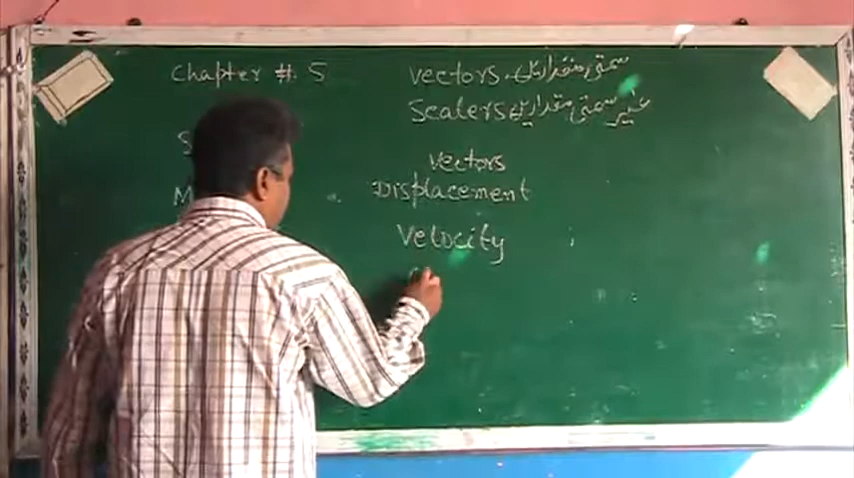 Chapter #. 5
vectors سمتی مقداریں
Scalers غیر سمتی مقداریں
vectors
Displacement
Velocity